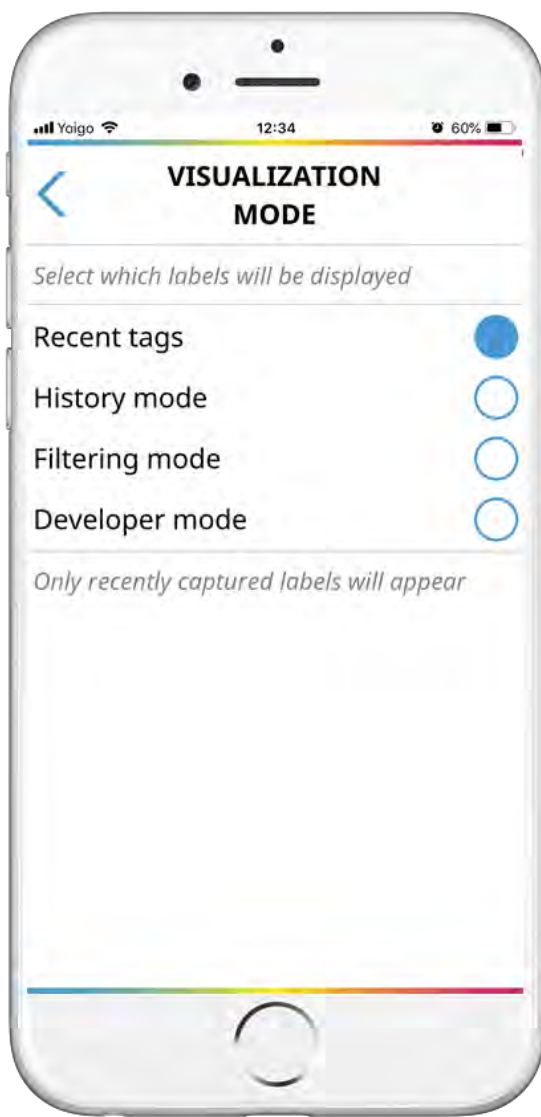 Yoigo 12:34 60%
VISUALIZATION
MODE
Select which labels will be displayed
Recent tags
History mode
Filtering mode
Developer mode
Only recently captured labels will appear